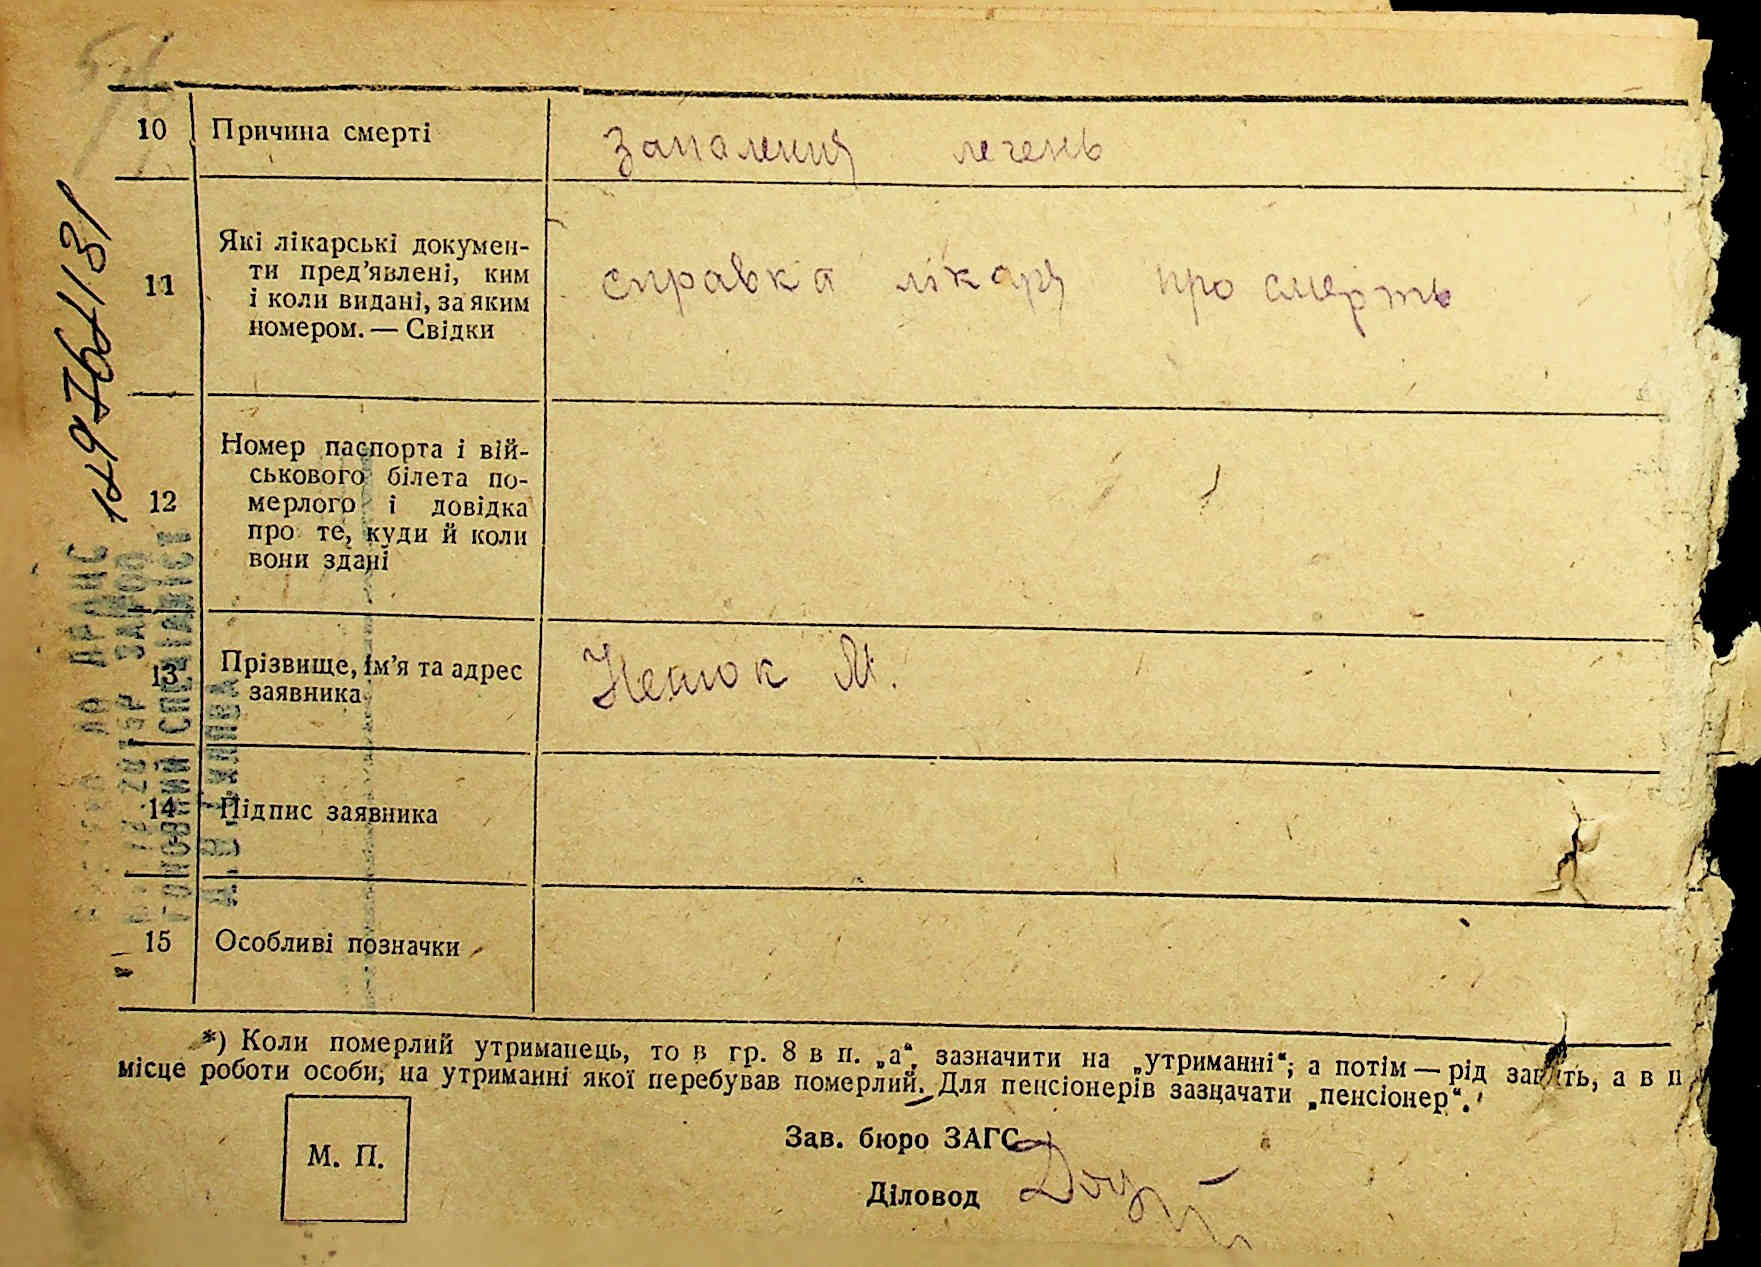 10 Причина смерті Запалення легень
11 Які лікарські докумен-
ти пред’явлені, ким
і коли видані, за яким
номером. — Свідки
справка лікаря про смерть
12 Номер паспорта і вій-
ськового білета по-
мерлого і довідка
про те, куди й коли
вони здані
13 Прізвище, ім’я та адрес
заявника
М.
14 Підпис заявника
15 Особливі позначки
*) Коли померлий утриманець, то в гр. 8 в п. „а“, зазначити на „утриманні“; а потім — рід занять, а в п
місце роботи особи, на утриманні якої перебував померлий. Для пенсіонерів зазначати „пенсіонер“.
М. П.
Зав. бюро ЗАГС
Діловод